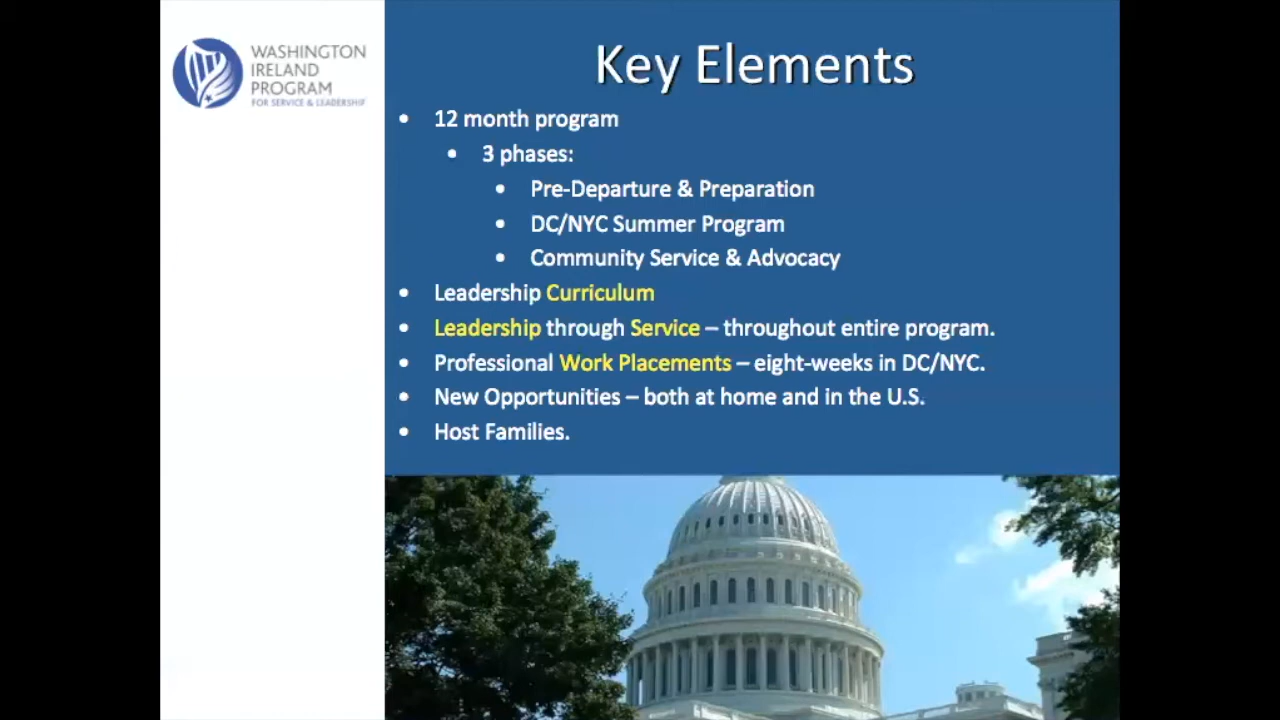 WASHINGTON
IRELAND
PROGRAM
FOR SERVICE & LEADERSHIP
Key Elements
• 12 month program
• 3 phases:
• Pre-Departure & Preparation
• DC/NYC Summer Program
• Community Service & Advocacy
• Leadership Curriculum
• Leadership through Service – throughout entire program.
• Professional Work Placements – eight-weeks in DC/NYC.
• New Opportunities – both at home and in the U.S.
• Host Families.